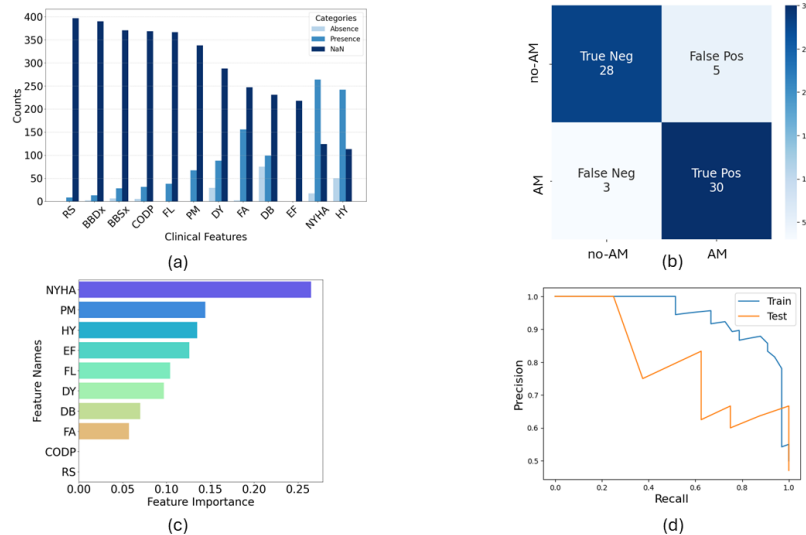 400
350
300
250
200
150
100
50
0
Counts
Categories
Absence
Presence
NaN
RS
BBDx
BBSx
CODP
FL
PM
DY
FA
DB
EF
NYHA
HY
Clinical Features
(a)
no-AM
AM
True Neg
28
False Pos
5
False Neg
3
True Pos
30
no-AM
AM
(b)
NYHA
PM
HY
EF
FL
DY
DB
FA
CODP
RS
Feature Names
0.00
0.05
0.10
0.15
0.20
0.25
Feature Importance
(c)
1.0
0.9
0.8
0.7
0.6
0.5
Precision
Train
Test
0.0
0.2
0.4
0.6
0.8
1.0
Recall
(d)